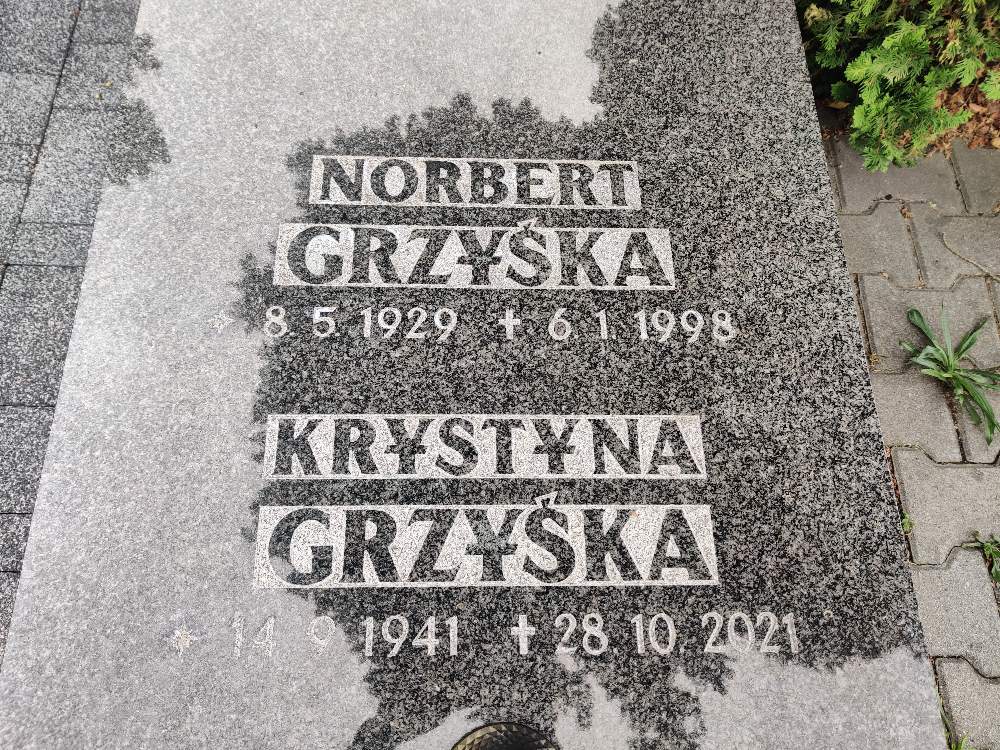 NORBERT
GRZYŚKA
* 8. 5. 1929 ✝ 6. 1. 1998
KRYSTYNA
GRZYŚKA
* 14. 9. 1941 ✝ 28. 10. 2021